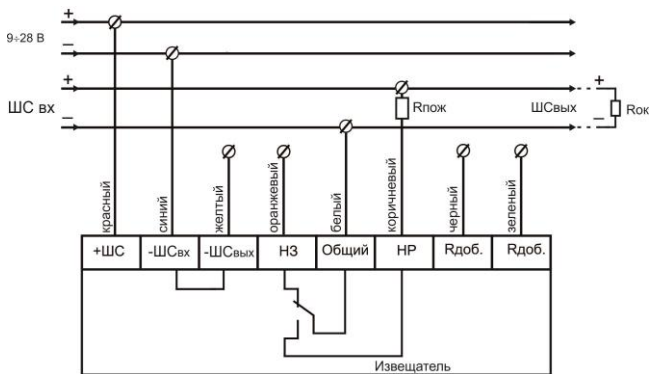 +
9÷28 В
–
+
ШС вх
–
Rпож
ШСвых
+
–
Rок
красный
синий
желтый
оранжевый
белый
коричневый
черный
зеленый
+ШС
-ШСвх
-ШСвых
НЗ
Общий
НР
Rдоб.
Rдоб.
Извещатель